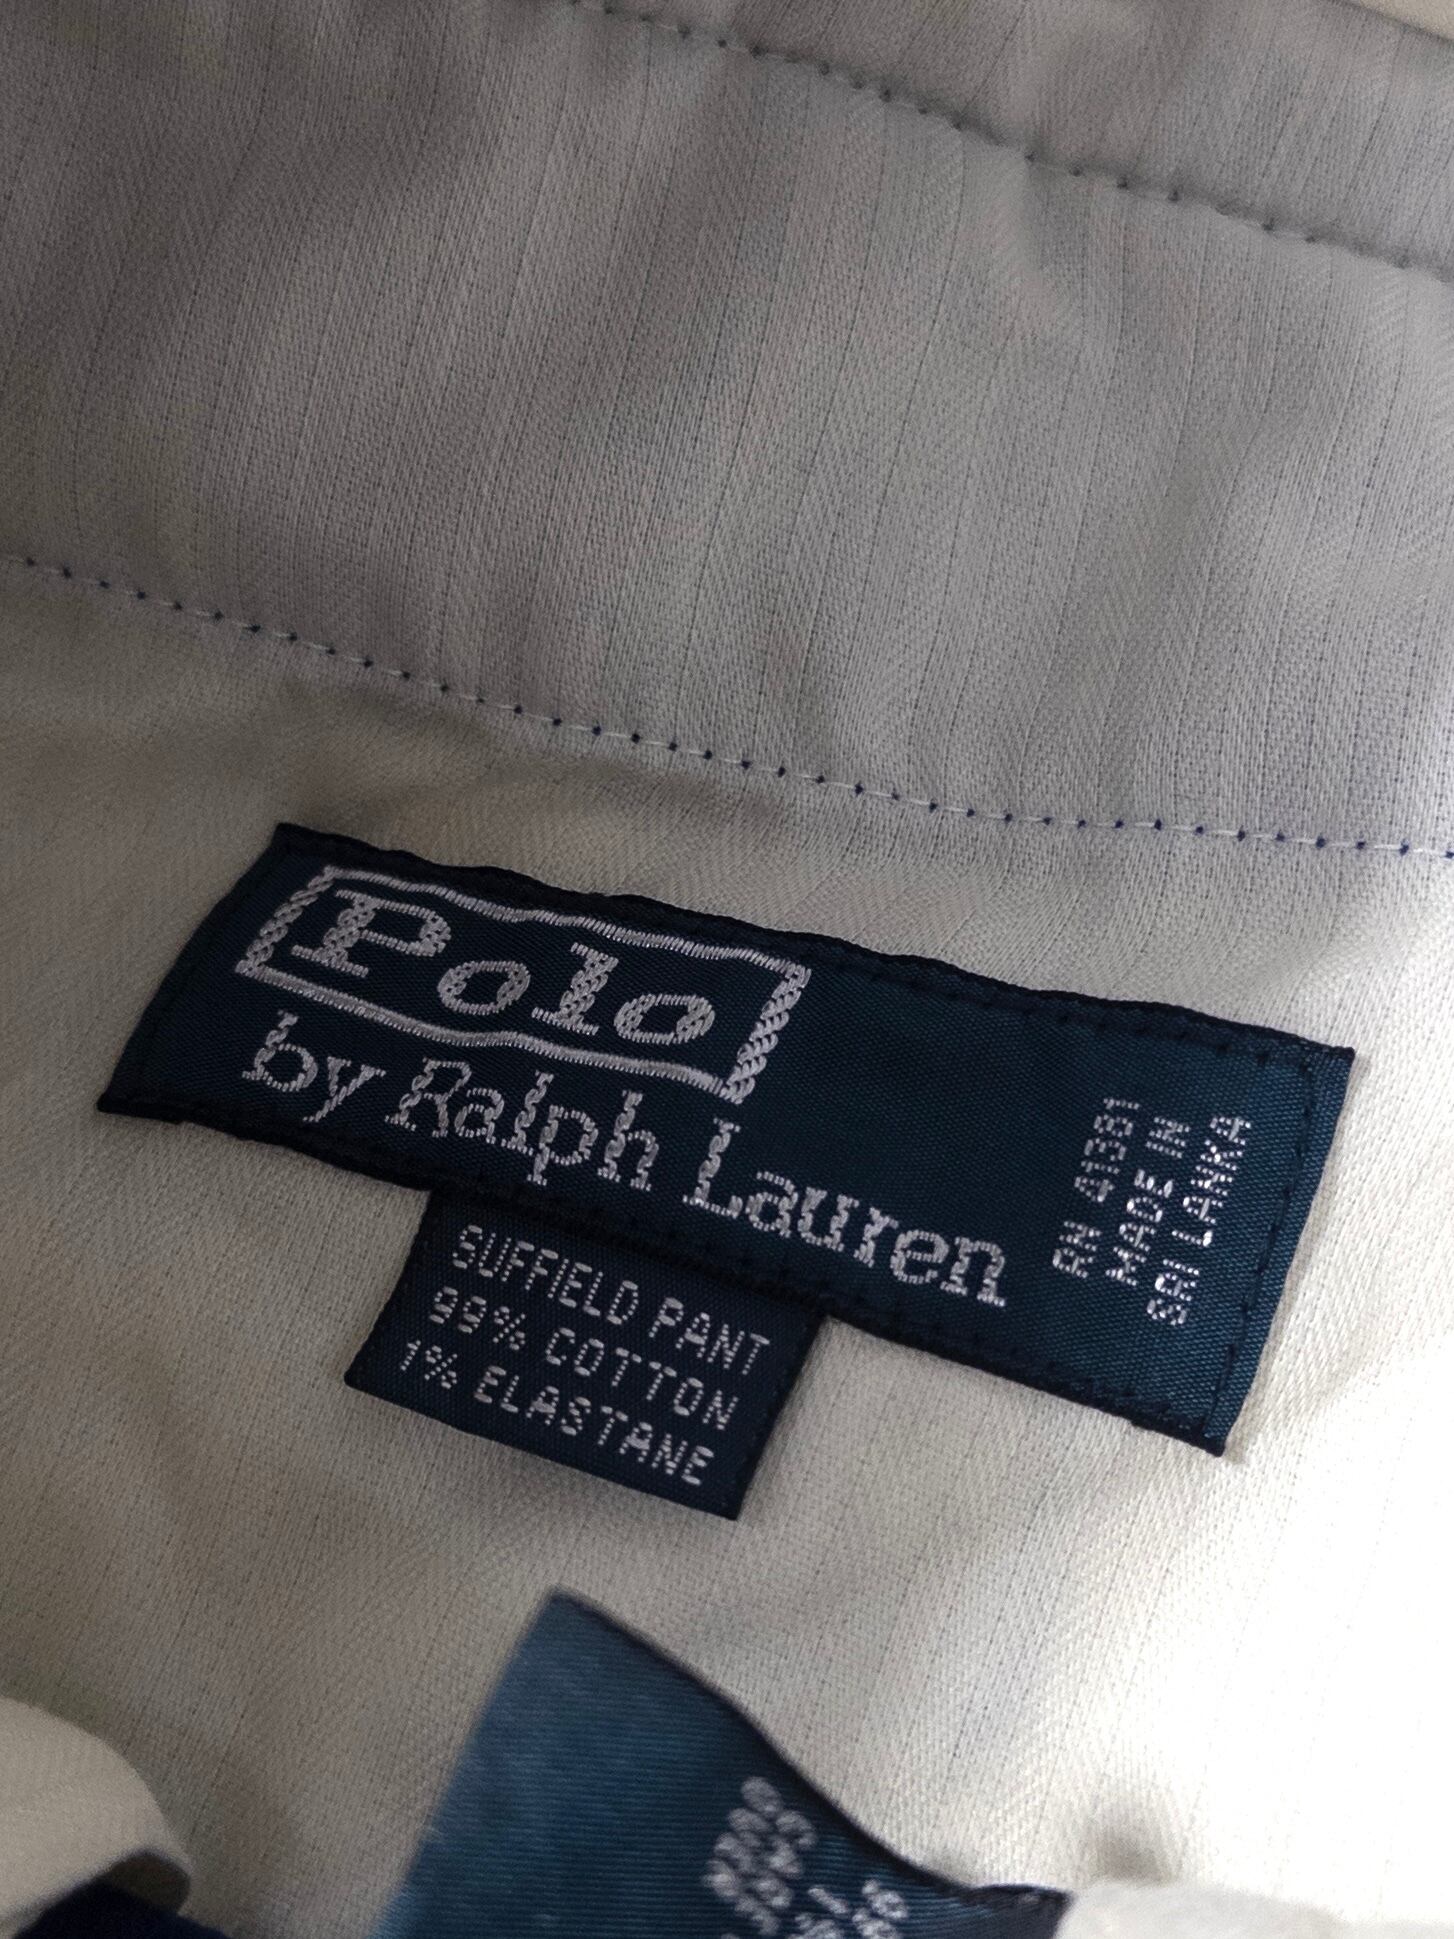 Polo
by Ralph Lauren
RN 41381
MADE IN
SRI LANKA
SUFFIELD PANT
99% COTTON
1% ELASTANE